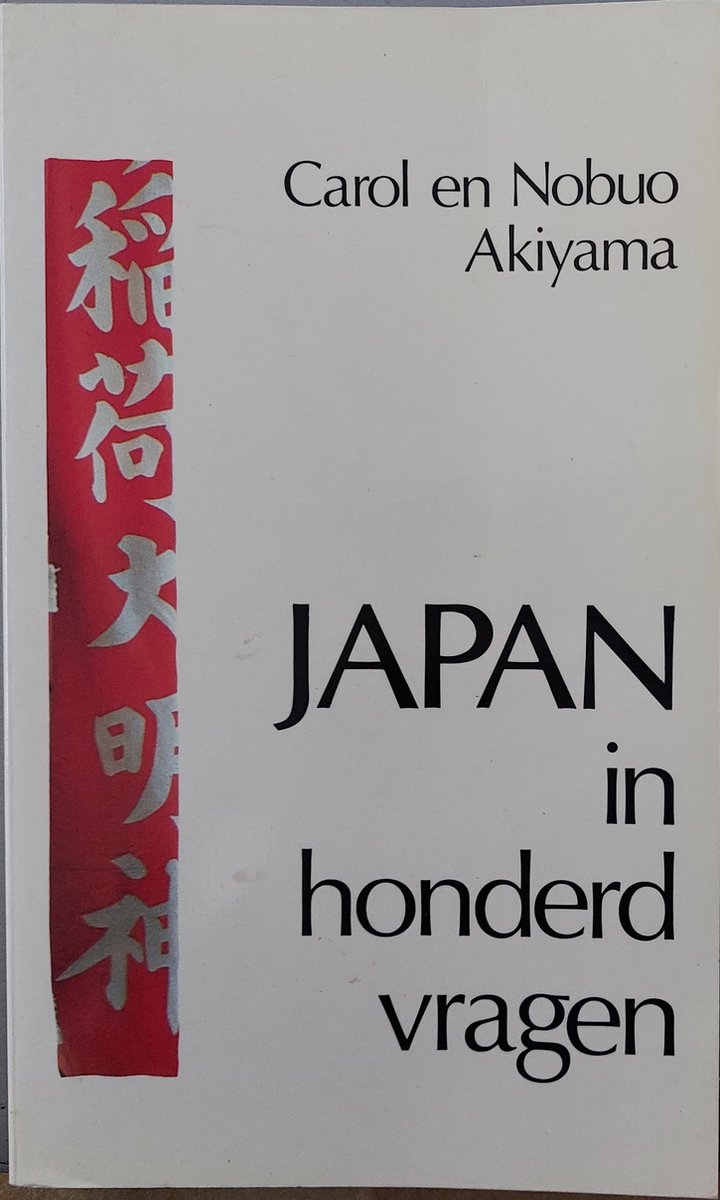 Carol en Nobuo
Akiyama
稲荷大明神
JAPAN
in
honderd
vragen